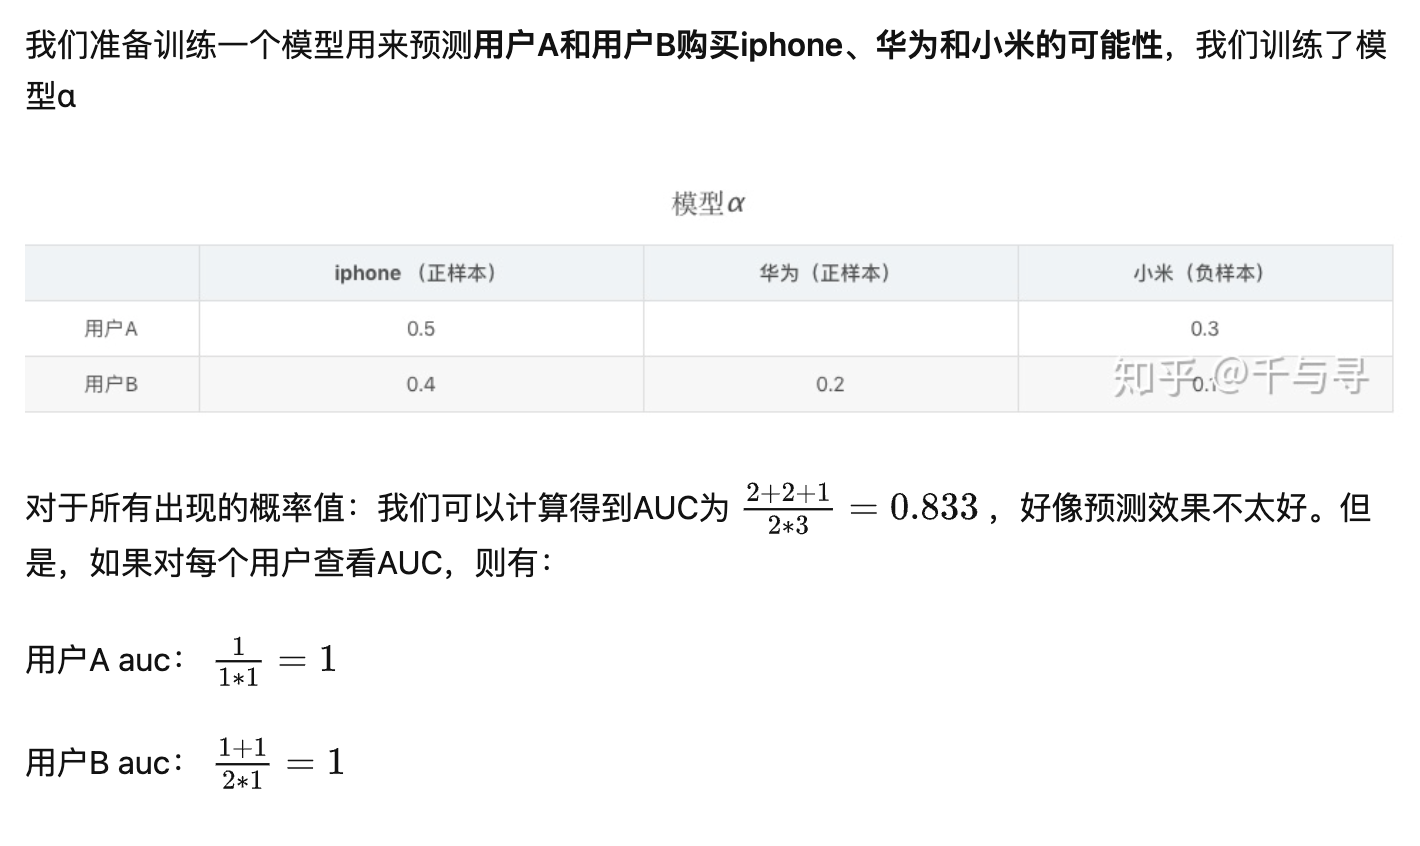 我们准备训练一个模型用来预测用户A和用户B购买iphone、华为和小米的可能性，我们训练了模
型α
模型α
iphone （正样本） 华为（正样本） 小米（负样本）
用户A 0.5 0.3
用户B 0.4 0.2 0.1
知乎 @千与寻
对于所有出现的概率值：我们可以计算得到AUC为 \frac{2+2+1}{2*3} = 0.833 ，好像预测效果不太好。但
是，如果对每个用户查看AUC，则有：
用户A auc： \frac{1}{1*1} = 1
用户B auc： \frac{1+1}{2*1} = 1